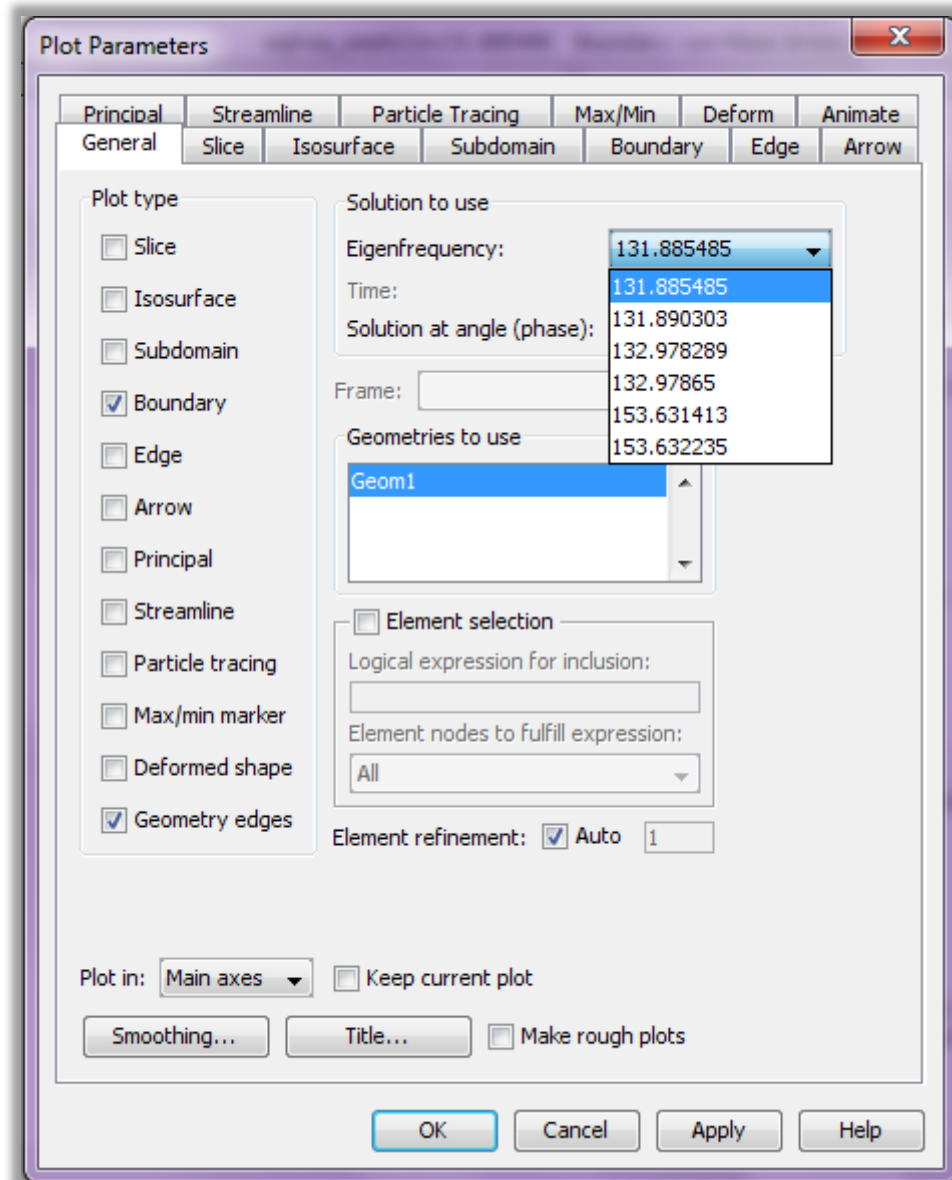 Plot Parameters
Principal Streamline Particle Tracing Max/Min Deform Animate
General Slice Isosurface Subdomain Boundary Edge Arrow
Plot type
Slice
Isosurface
Subdomain
Boundary
Edge
Arrow
Principal
Streamline
Particle tracing
Max/min marker
Deformed shape
Geometry edges
Solution to use
Eigenfrequency: 131.885485
Time:
Solution at angle (phase):
131.885485
131.890303
132.978289
132.97865
153.631413
153.632235
Frame:
Geometries to use
Geom1
Element selection
Logical expression for inclusion:
Element nodes to fulfill expression:
All
Element refinement: Auto 1
Plot in: Main axes Keep current plot
Smoothing... Title... Make rough plots
OK Cancel Apply Help